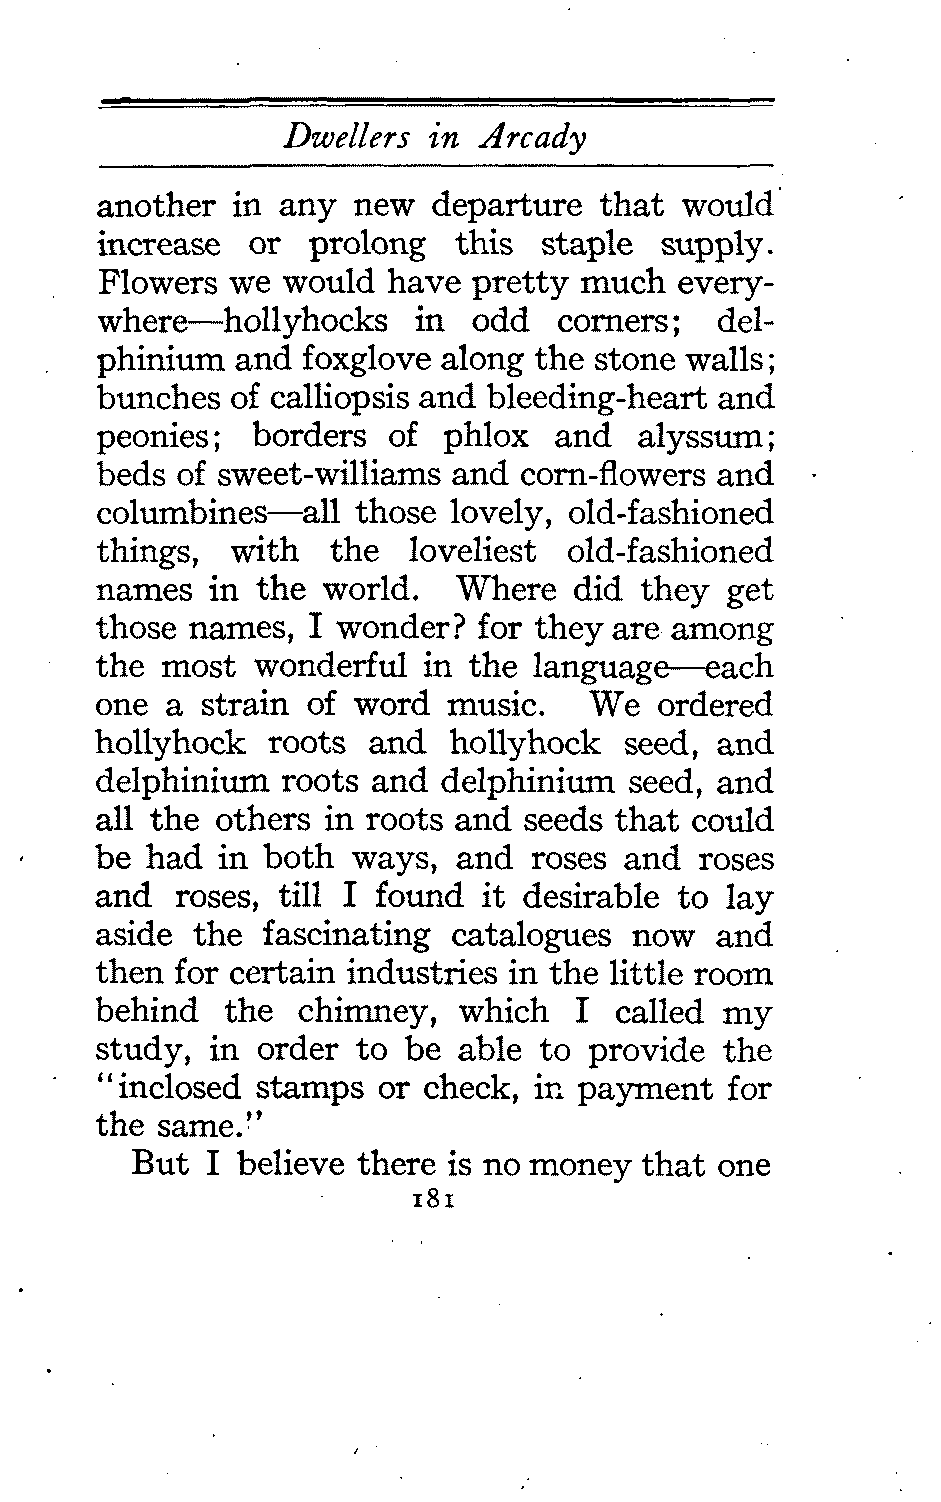 Dwellers in Arcady
another in any new departure that would
increase or prolong this staple supply.
Flowers we would have pretty much every-
where—hollyhocks in odd corners; del-
phinium and foxglove along the stone walls;
bunches of calliopsis and bleeding-heart and
peonies; borders of phlox and alyssum;
beds of sweet-williams and corn-flowers and
columbines—all those lovely, old-fashioned
things, with the loveliest old-fashioned
names in the world. Where did they get
those names, I wonder? for they are among
the most wonderful in the language—each
one a strain of word music. We ordered
hollyhock roots and hollyhock seed, and
delphinium roots and delphinium seed, and
all the others in roots and seeds that could
be had in both ways, and roses and roses
and roses, till I found it desirable to lay
aside the fascinating catalogues now and
then for certain industries in the little room
behind the chimney, which I called my
study, in order to be able to provide the
“inclosed stamps or check, in payment for
the same.”
But I believe there is no money that one
181